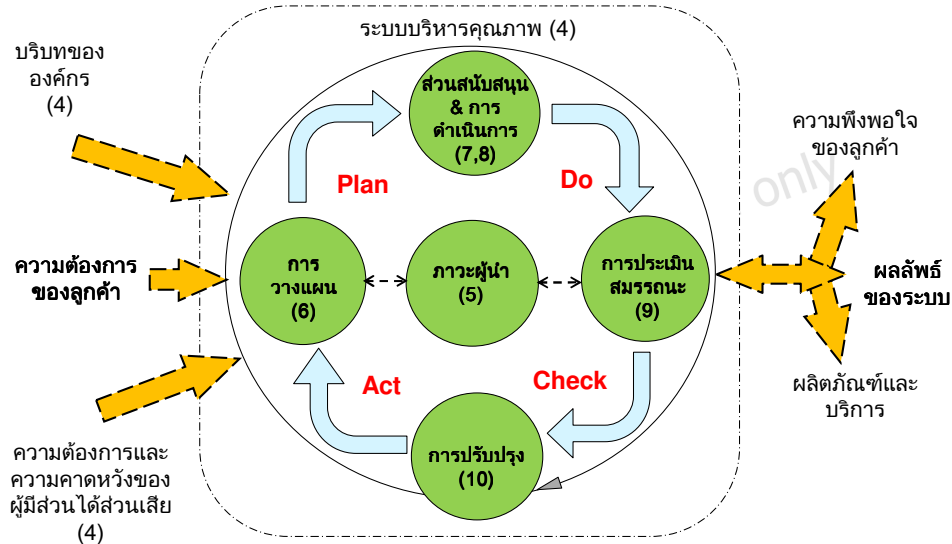 ระบบบริหารคุณภาพ (4)
บริบทของ
องค์กร
(4)
ความต้องการ
ของลูกค้า
ความต้องการและ
ความคาดหวังของ
ผู้มีส่วนได้ส่วนเสีย
(4)
ส่วนสนับสนุน
& การ
ดำเนินการ
(7,8)
Plan
Do
การ
วางแผน
(6)
ภาวะผู้นำ
(5)
การประเมิน
สมรรถนะ
(9)
Act
Check
การปรับปรุง
(10)
only
ความพึงพอใจ
ของลูกค้า
ผลลัพธ์
ของระบบ
ผลิตภัณฑ์และ
บริการ